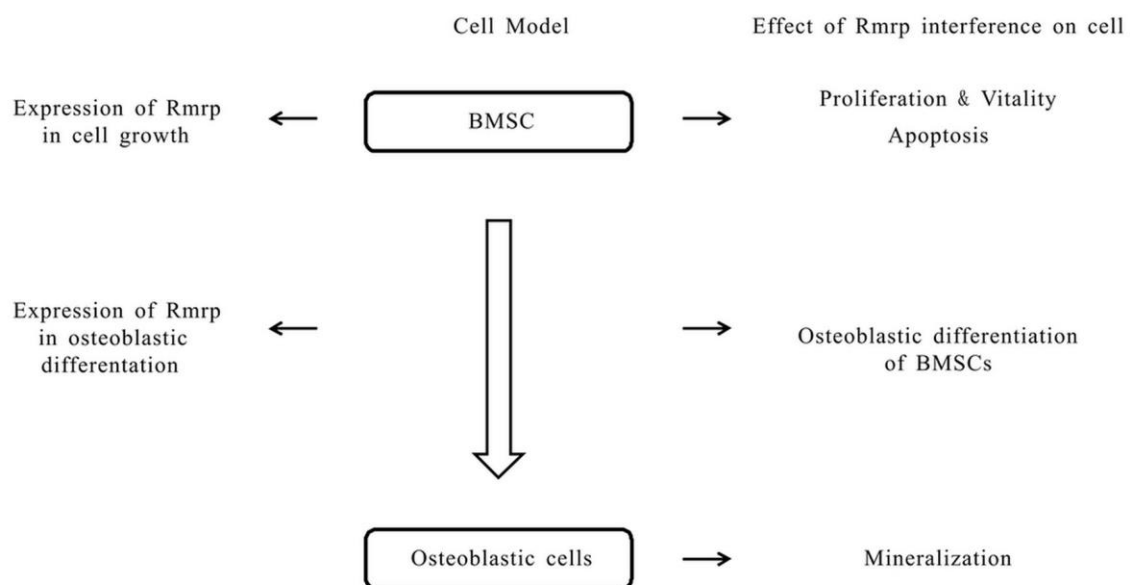 Cell Model
Effect of Rmrp interference on cell
Expression of Rmrp
in cell growth
BMSC
Proliferation & Vitality
Apoptosis
Expression of Rmrp
in osteoblastic
differentation
Osteoblastic differentiation
of BMSCs
Osteoblastic cells
Mineralization